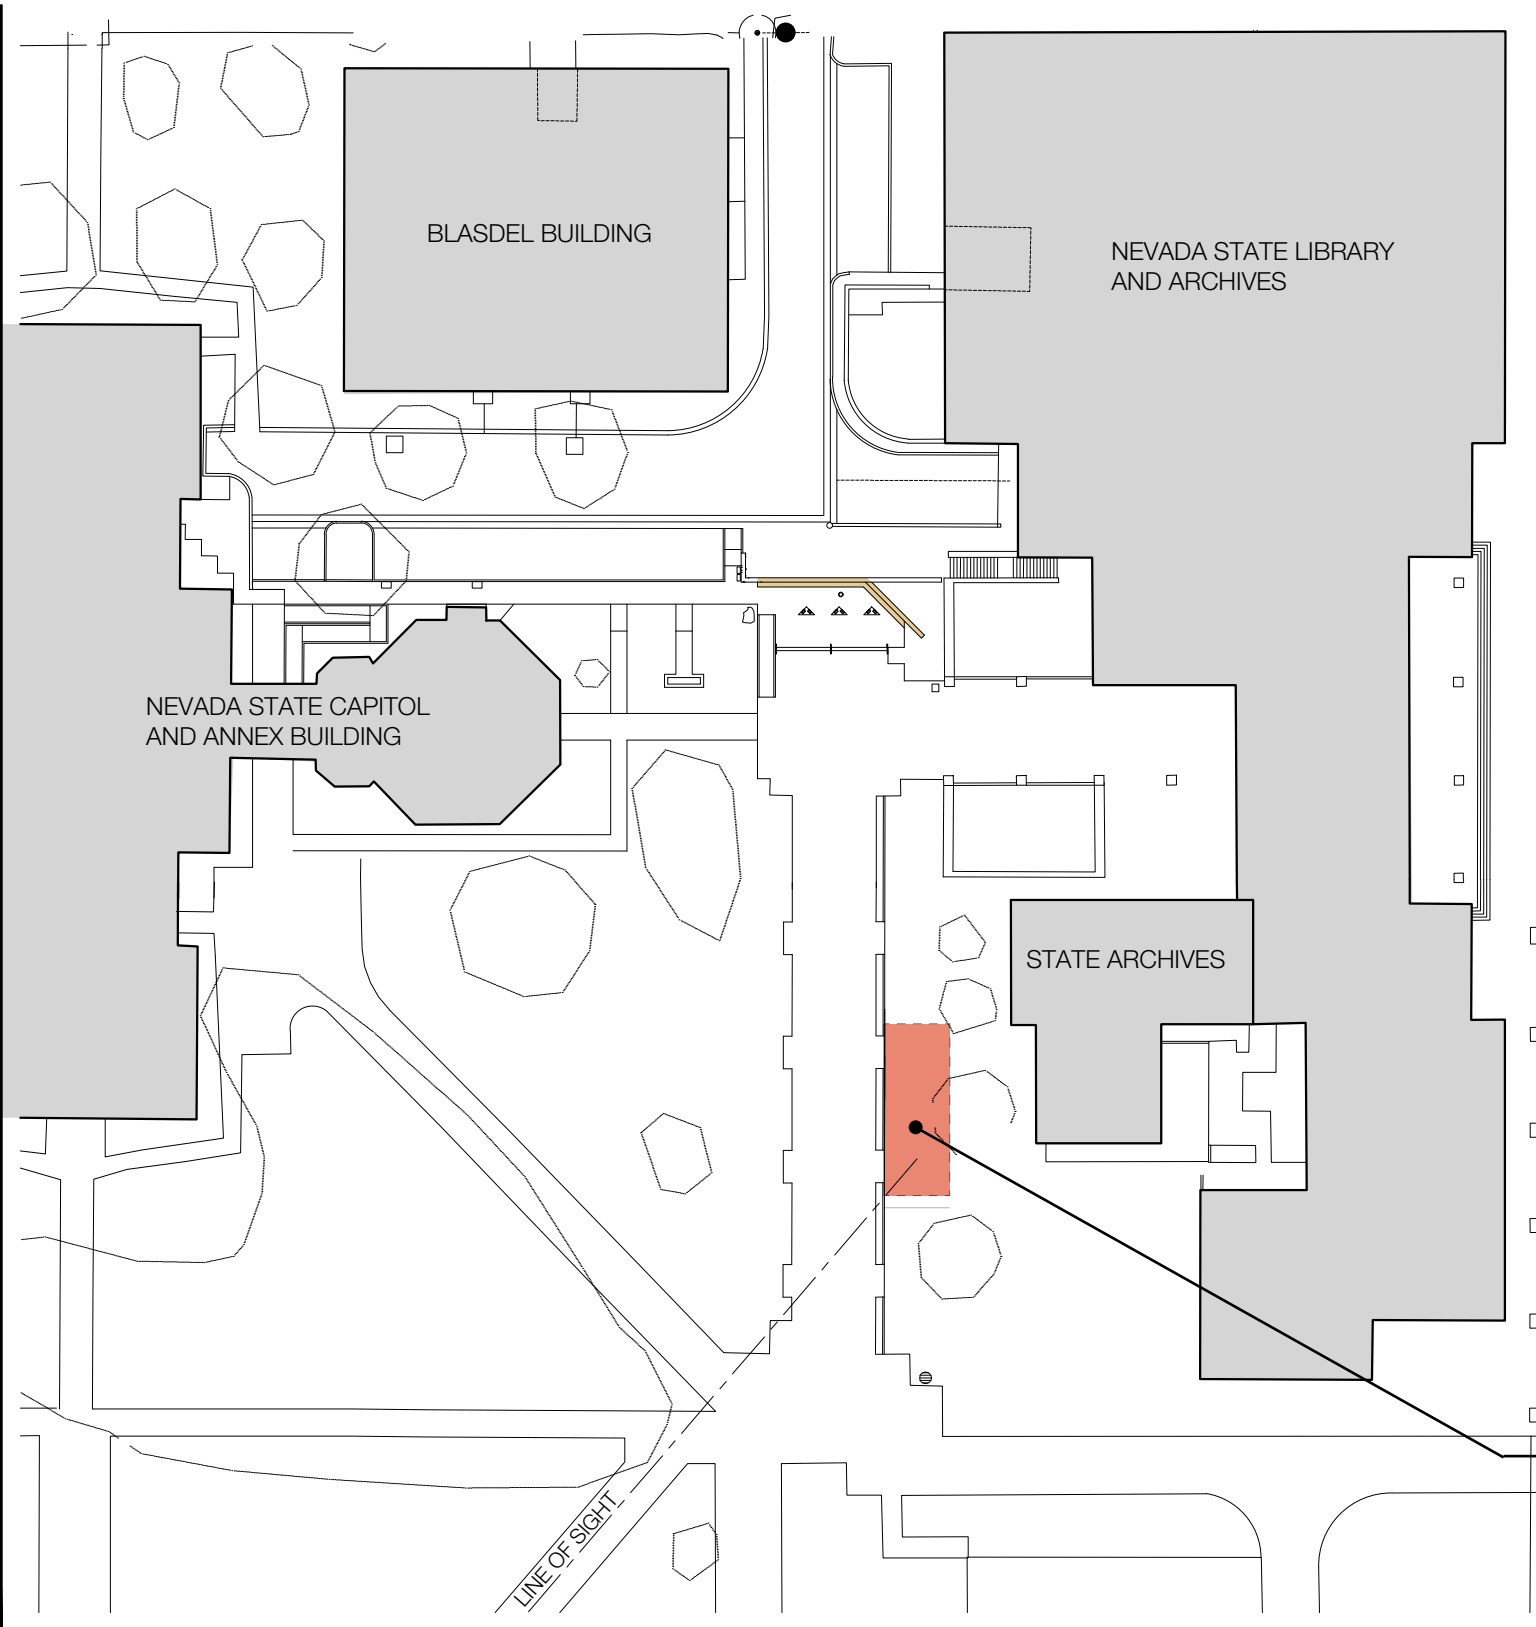 BLASDEL BUILDING
NEVADA STATE LIBRARY
AND ARCHIVES
NEVADA STATE CAPITOL
AND ANNEX BUILDING
STATE ARCHIVES
LINE OF SIGHT